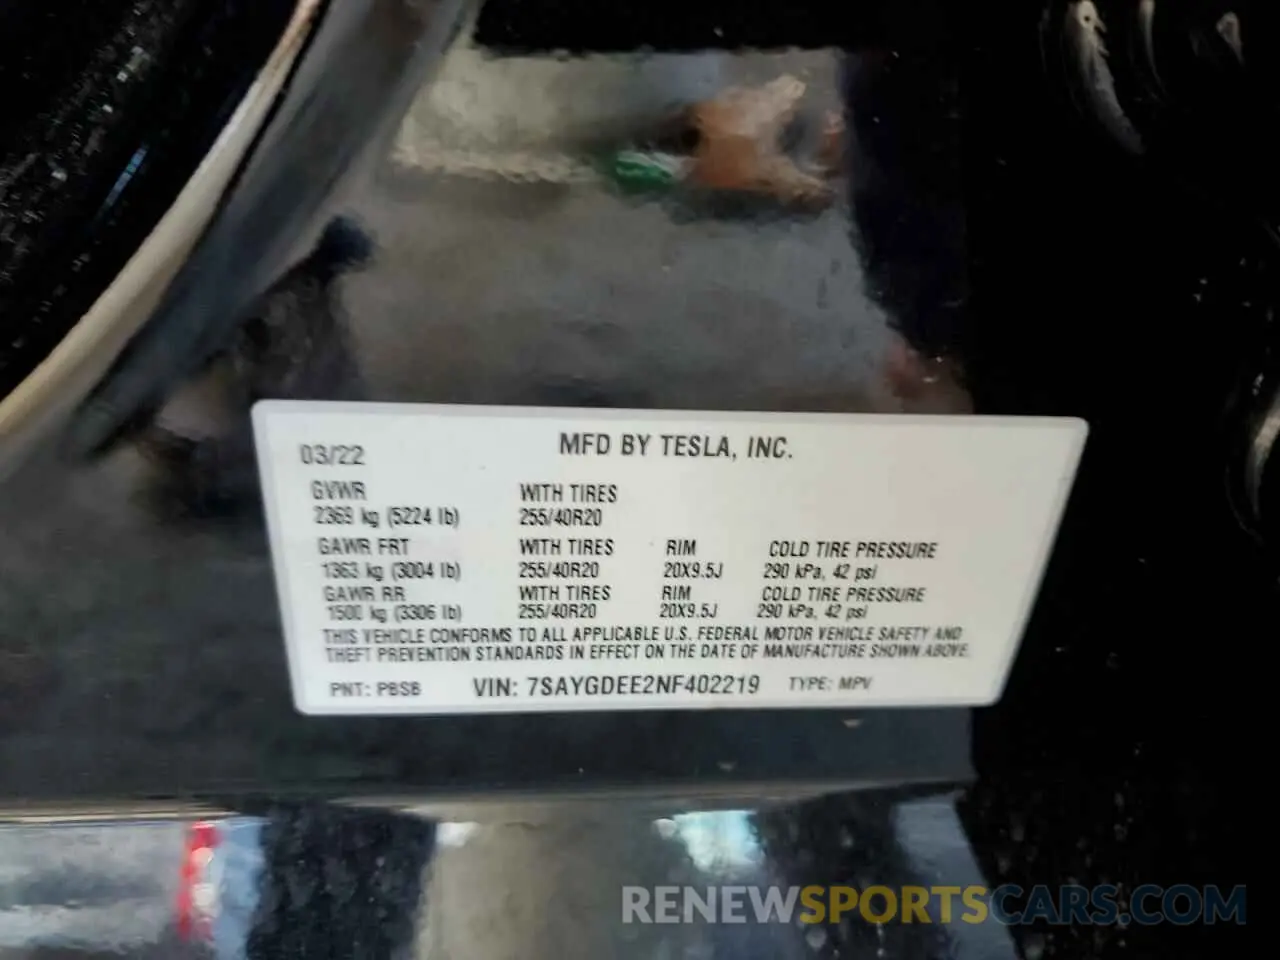 03/22 MFD BY TESLA, INC.
GVWR WITH TIRES
2369 kg (5224 lb) 255/40R20
GAWR FRT WITH TIRES RIM COLD TIRE PRESSURE
1363 kg (3004 lb) 255/40R20 20X9.5J 290 kPa, 42 psi
GAWR RR WITH TIRES RIM COLD TIRE PRESSURE
1500 kg (3306 lb) 255/40R20 20X9.5J 290 kPa, 42 psi
THIS VEHICLE CONFORMS TO ALL APPLICABLE U.S. FEDERAL MOTOR VEHICLE SAFETY AND
THEFT PREVENTION STANDARDS IN EFFECT ON THE DATE OF MANUFACTURE SHOWN ABOVE.
PNT: PBSB VIN: 7SAYGDEE2NF402219 TYPE: MPV
RENEWSPORTSCARS.COM